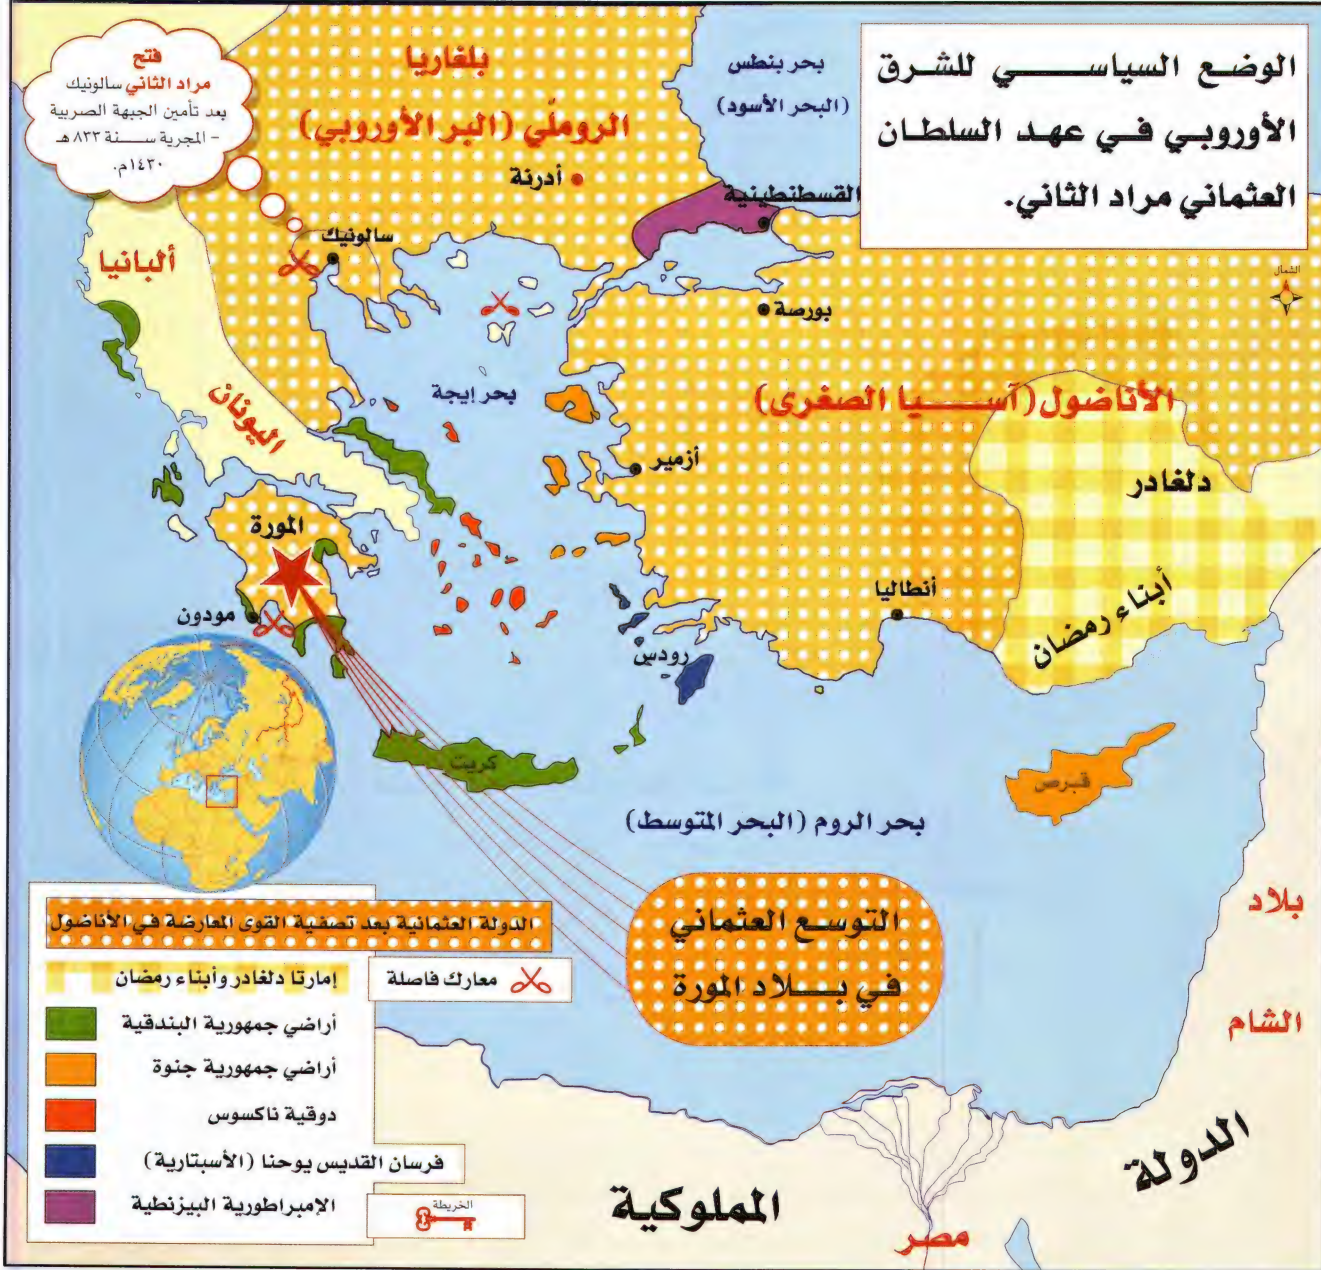 الوضع السياسي للشرق
الأوروبي في عهد السلطان
العثماني مراد الثاني.
فتح
مراد الثاني سالونيك
بعد تأمين الجبهة الصربية
- المجرية سنة ٨٣٣ هـ
١٤٣٠م.
بلغاريا
الروملّي (البر الأوروبي)
أدرنة
بحر بنطس
(البحر الأسود)
القسطنطينية
سالونيك
ألبانيا
الشمال
بورصة
بحر إيجة
الأناضول (آسيا الصغرى)
اليونان
أزمير
دلغادر
المورة
أنطاليا
أبناء رمضان
مودون
رودس
كريت
قبرص
بحر الروم (البحر المتوسط)
التوسع العثماني
في بلاد المورة
بلاد
الشام
الدولة
المملوكية
مصر
الدولة العثمانية بعد تصفية القوى المعارضة في الأناضول
إمارتا دلغادر وأبناء رمضان
معارك فاصلة
أراضي جمهورية البندقية
أراضي جمهورية جنوة
دوقية ناكسوس
فرسان القديس يوحنا (الأسبتارية)
الإمبراطورية البيزنطية
الخريطة